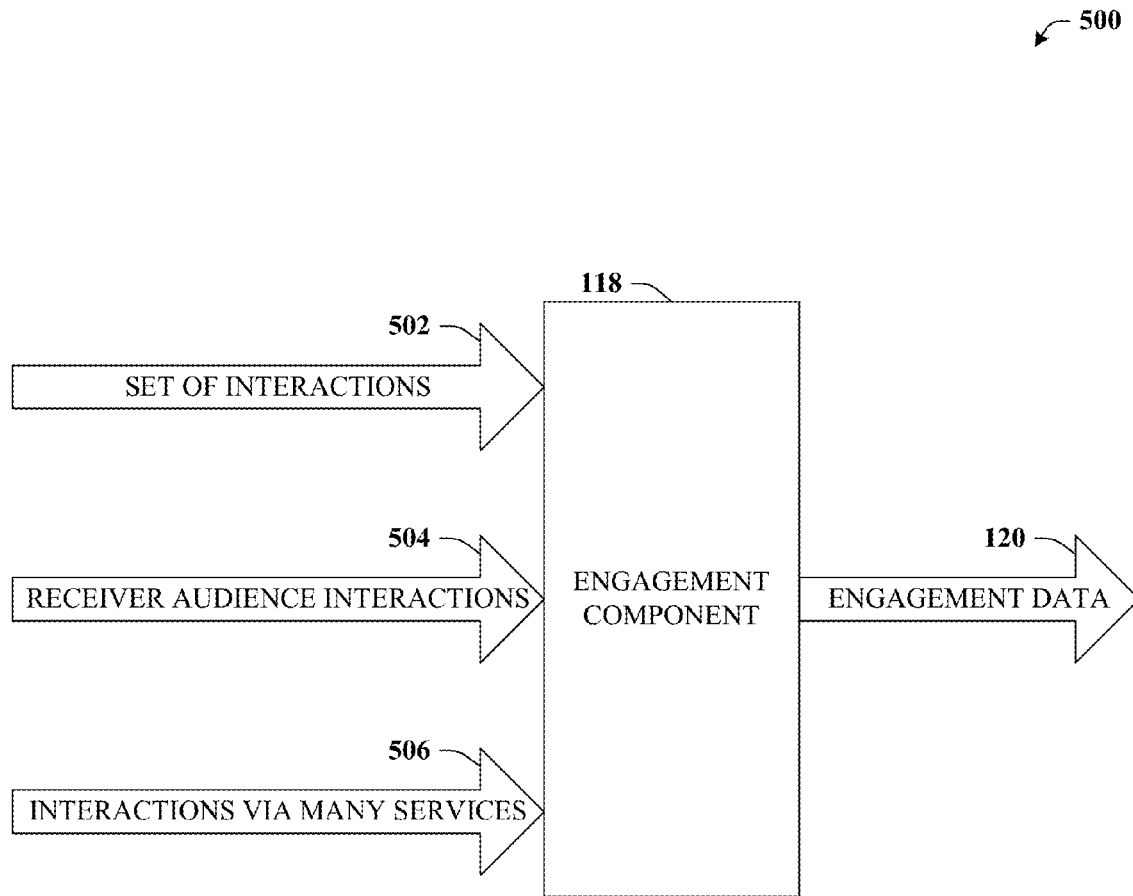 500
118
502
SET OF INTERACTIONS
504
RECEIVER AUDIENCE INTERACTIONS
ENGAGEMENT
COMPONENT
120
ENGAGEMENT DATA
506
INTERACTIONS VIA MANY SERVICES